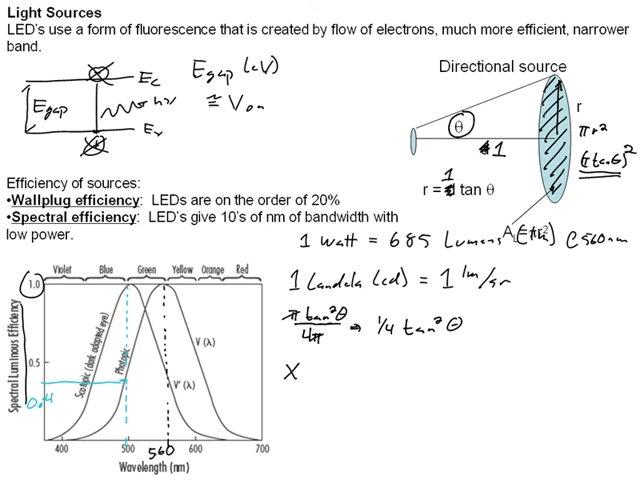 Light Sources
LED's use a form of fluorescence that is created by flow of electrons, much more efficient, narrower
band.
Ec
Egap
hν
Ev
Egap (eV)
≅ Von
Directional source
θ
1
r
πr²
(r = 1 tan θ
Efficiency of sources:
•Wallplug efficiency: LEDs are on the order of 20%
•Spectral efficiency: LED's give 10's of nm of bandwidth with
low power.
1 watt = 685 Lumens @ 560nm
1 Candela (cd) = 1 lm/sr
π tan²θ
4π
⇒ 1/4 tan² θ
X
Violet Blue Green Yellow Orange Red
1.0
0.5
0.4
Spectral Luminous Efficiency
Scotopic (dark adapted eye)
Photopic
V (λ)
V' (λ)
400 500 560 600 700
Wavelength (nm)